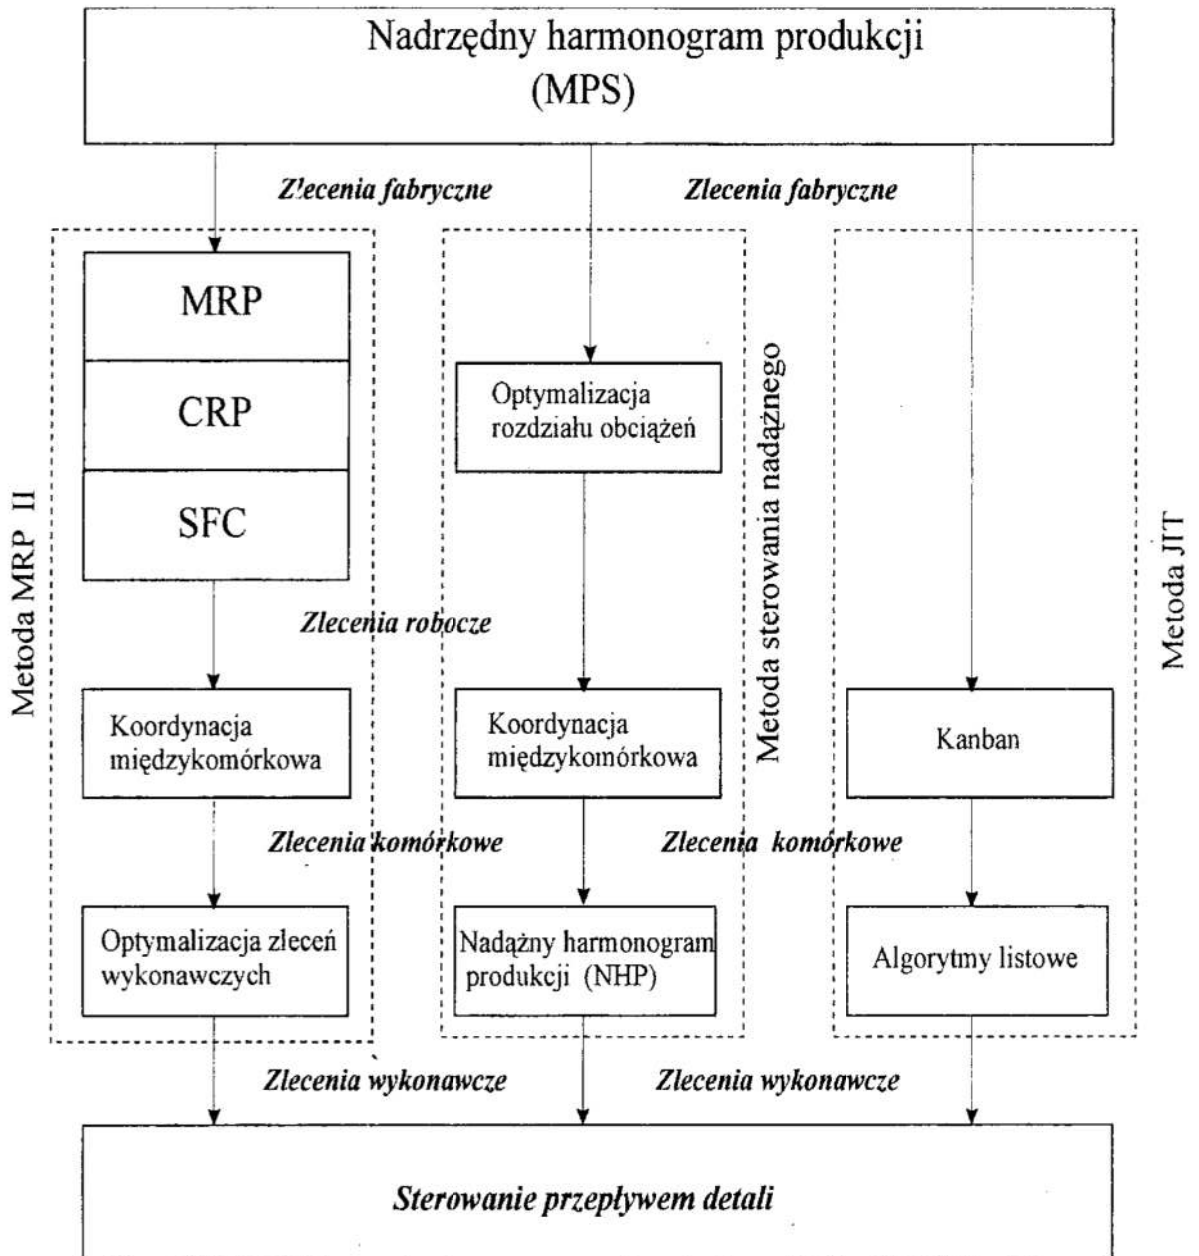 Nadrzędny harmonogram produkcji
(MPS)
Zlecenia fabryczne
Zlecenia fabryczne
MRP
CRP
SFC
Metoda MRP II
Optymalizacja
rozdziału obciążeń
Metoda sterowania nadążnego
Metoda JIT
Zlecenia robocze
Koordynacja
międzykomórkowa
Koordynacja
międzykomórkowa
Kanban
Zlecenia komórkowe
Zlecenia komórkowe
Optymalizacja zleceń
wykonawczych
Nadążny harmonogram
produkcji (NHP)
Algorytmy listowe
Zlecenia wykonawcze
Zlecenia wykonawcze
Sterowanie przepływem detali